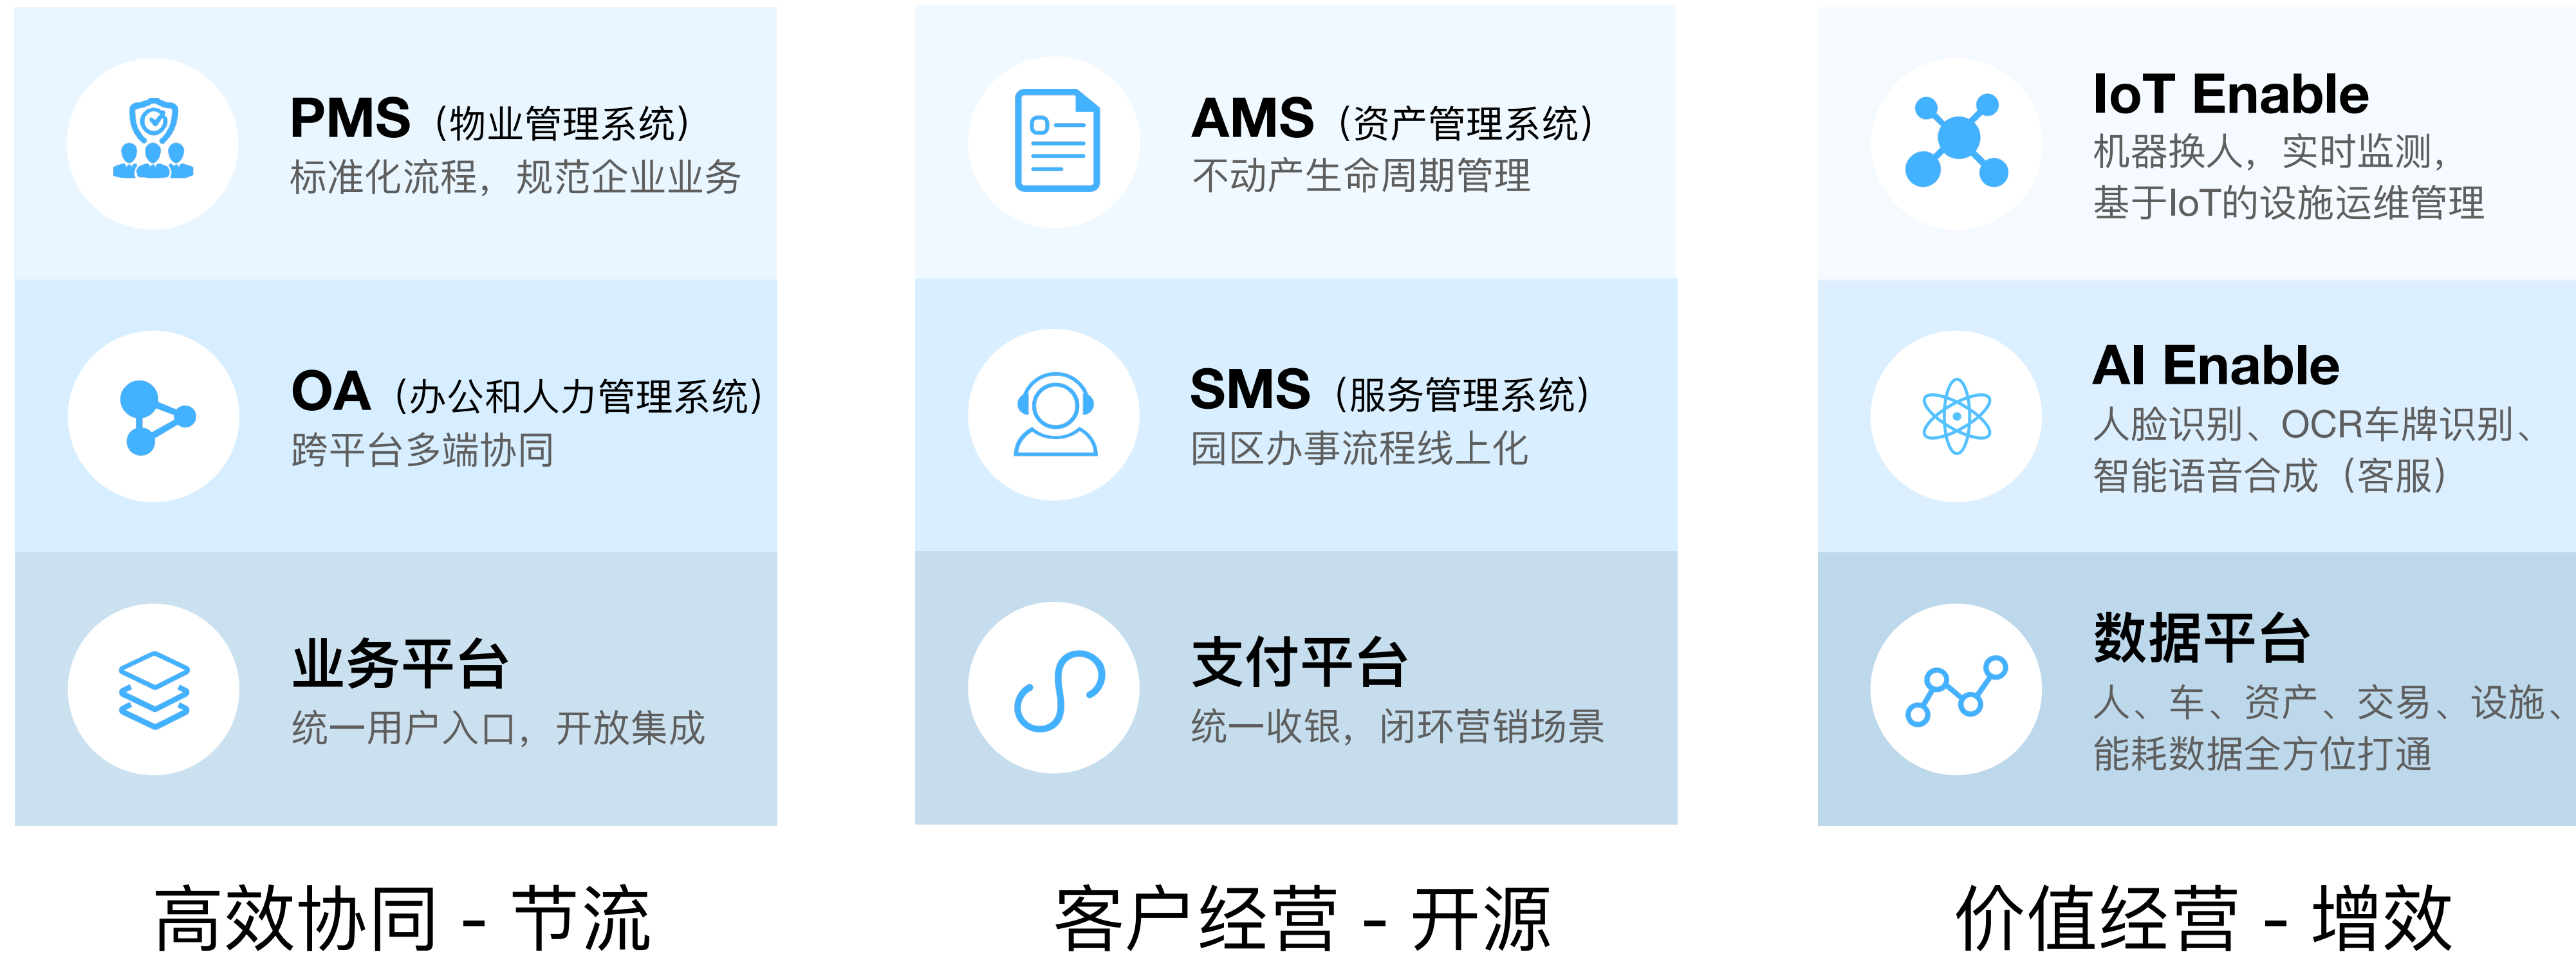 PMS（物业管理系统）
标准化流程，规范企业业务
OA（办公和人力管理系统）
跨平台多端协同
业务平台
统一用户入口，开放集成
高效协同 - 节流
AMS（资产管理系统）
不动产生命周期管理
SMS（服务管理系统）
园区办事流程线上化
支付平台
统一收银，闭环营销场景
客户经营 - 开源
IoT Enable
机器换人，实时监测，
基于IoT的设施运维管理
AI Enable
人脸识别、OCR车牌识别、
智能语音合成（客服）
数据平台
人、车、资产、交易、设施、
能耗数据全方位打通
价值经营 - 增效